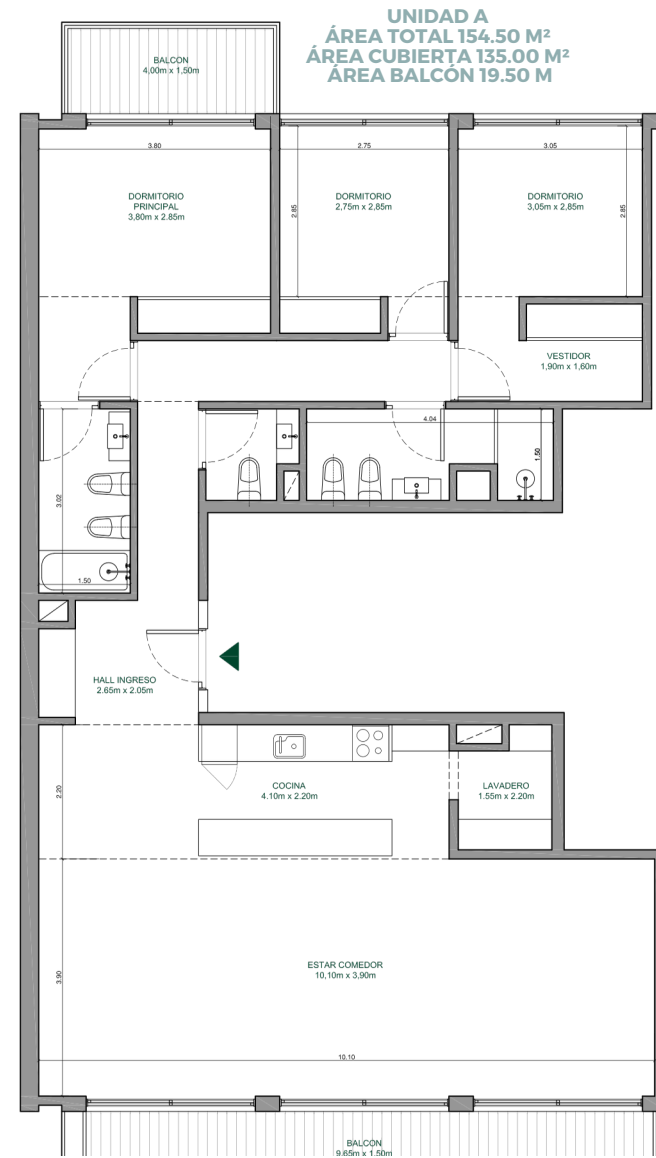 UNIDAD A
ÁREA TOTAL 154.50 M²
ÁREA CUBIERTA 135.00 M²
ÁREA BALCÓN 19.50 M
BALCON
4,00m x 1,50m
3.80
2.75
3.05
DORMITORIO
PRINCIPAL
3,80m x 2.85m
2.85
DORMITORIO
2,75m x 2,85m
DORMITORIO
3,05m x 2,85m
2.85
VESTIDOR
1,90m x 1,60m
3.02
1.50
4.04
1.50
HALL INGRESO
2.65m x 2.05m
2.20
COCINA
4.10m x 2.20m
LAVADERO
1.55m x 2.20m
3.90
ESTAR COMEDOR
10,10m x 3,90m
10.10
BALCON
9.65m x 1.50m